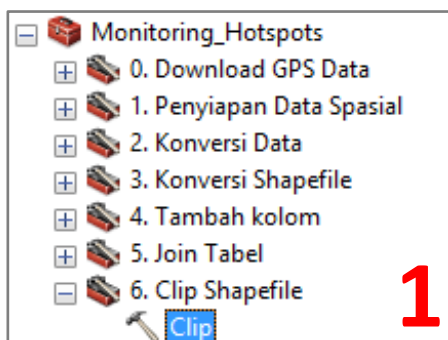 Monitoring_Hotspots
0. Download GPS Data
1. Penyiapan Data Spasial
2. Konversi Data
3. Konversi Shapefile
4. Tambah kolom
5. Join Tabel
6. Clip Shapefile
Clip
1